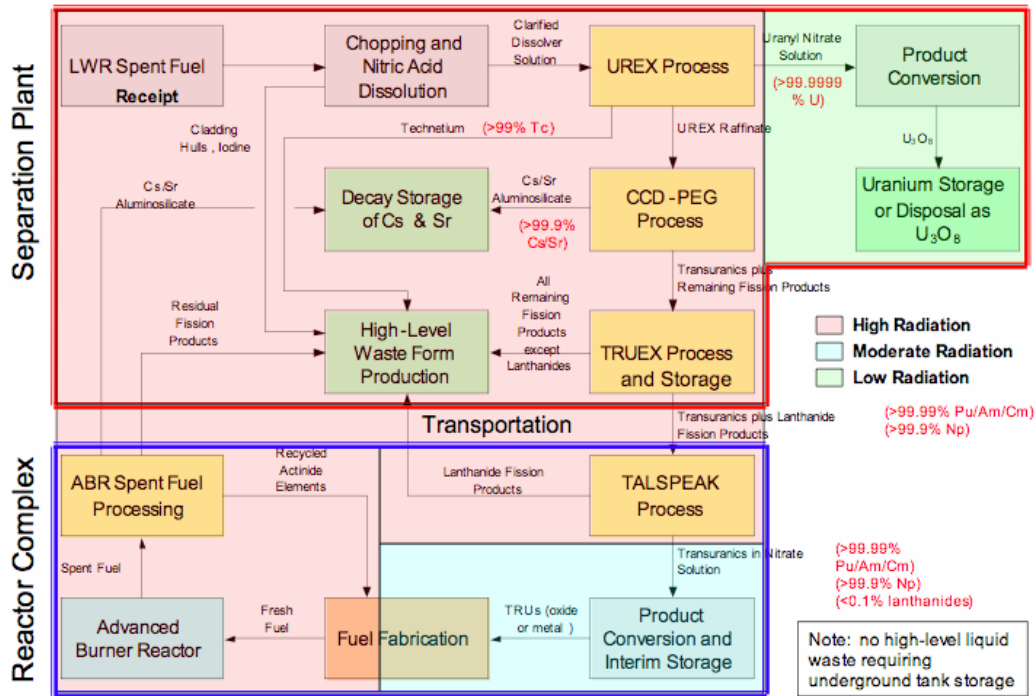 Separation Plant
LWR Spent Fuel
Receipt
Chopping and
Nitric Acid
Dissolution
Clarified
Dissolver
Solution
UREX Process
Uranyl Nitrate
Solution
(>99.9999
% U)
Product
Conversion
Cladding
Hulls , Iodine
Technetium (>99% Tc)
UREX Raffinate
U3O8
Cs/Sr
Aluminosilicate
Decay Storage
of Cs & Sr
Cs/Sr
Aluminosilicate
(>99.9%
Cs/Sr)
CCD -PEG
Process
Uranium Storage
or Disposal as
U3O8
Transuranics plus
Remaining Fission Products
Residual
Fission
Products
High -Level
Waste Form
Production
All
Remaining
Fission
Products
except
Lanthanides
TRUEX Process
and Storage
High Radiation
Moderate Radiation
Low Radiation
Transportation
Transuranics plus Lanthanide
Fission Products
(>99.99% Pu/Am/Cm)
(>99.9% Np)
Reactor Complex
ABR Spent Fuel
Processing
Recycled
Actinide
Elements
Lanthanide Fission
Products
TALSPEAK
Process
Spent Fuel
Transuranics in Nitrate
Solution
(>99.99%
Pu/Am/Cm)
(>99.9% Np)
(<0.1% lanthanides)
Advanced
Burner Reactor
Fresh
Fuel
Fuel Fabrication
TRUs (oxide
or metal )
Product
Conversion and
Interim Storage
Note: no high-level liquid
waste requiring
underground tank storage